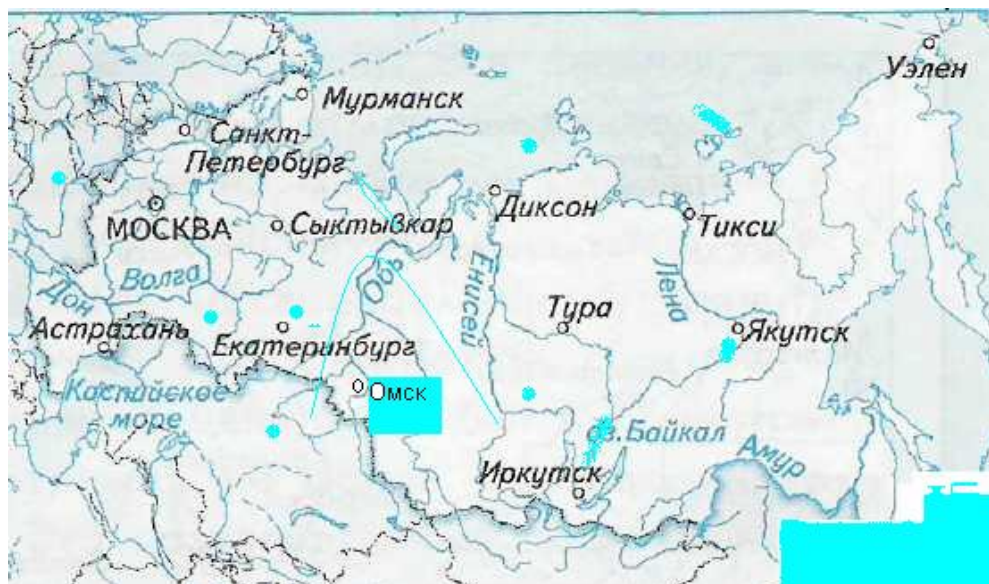 Уэлен
Мурманск
Санкт-
Петербург
МОСКВА
Сыктывкар
Диксон
Тикси
Волга
Обь
Енисей
Лена
Дон
Астрахань
Екатеринбург
Тура
Якутск
Каспийское
море
Омск
оз. Байкал
Амур
Иркутск